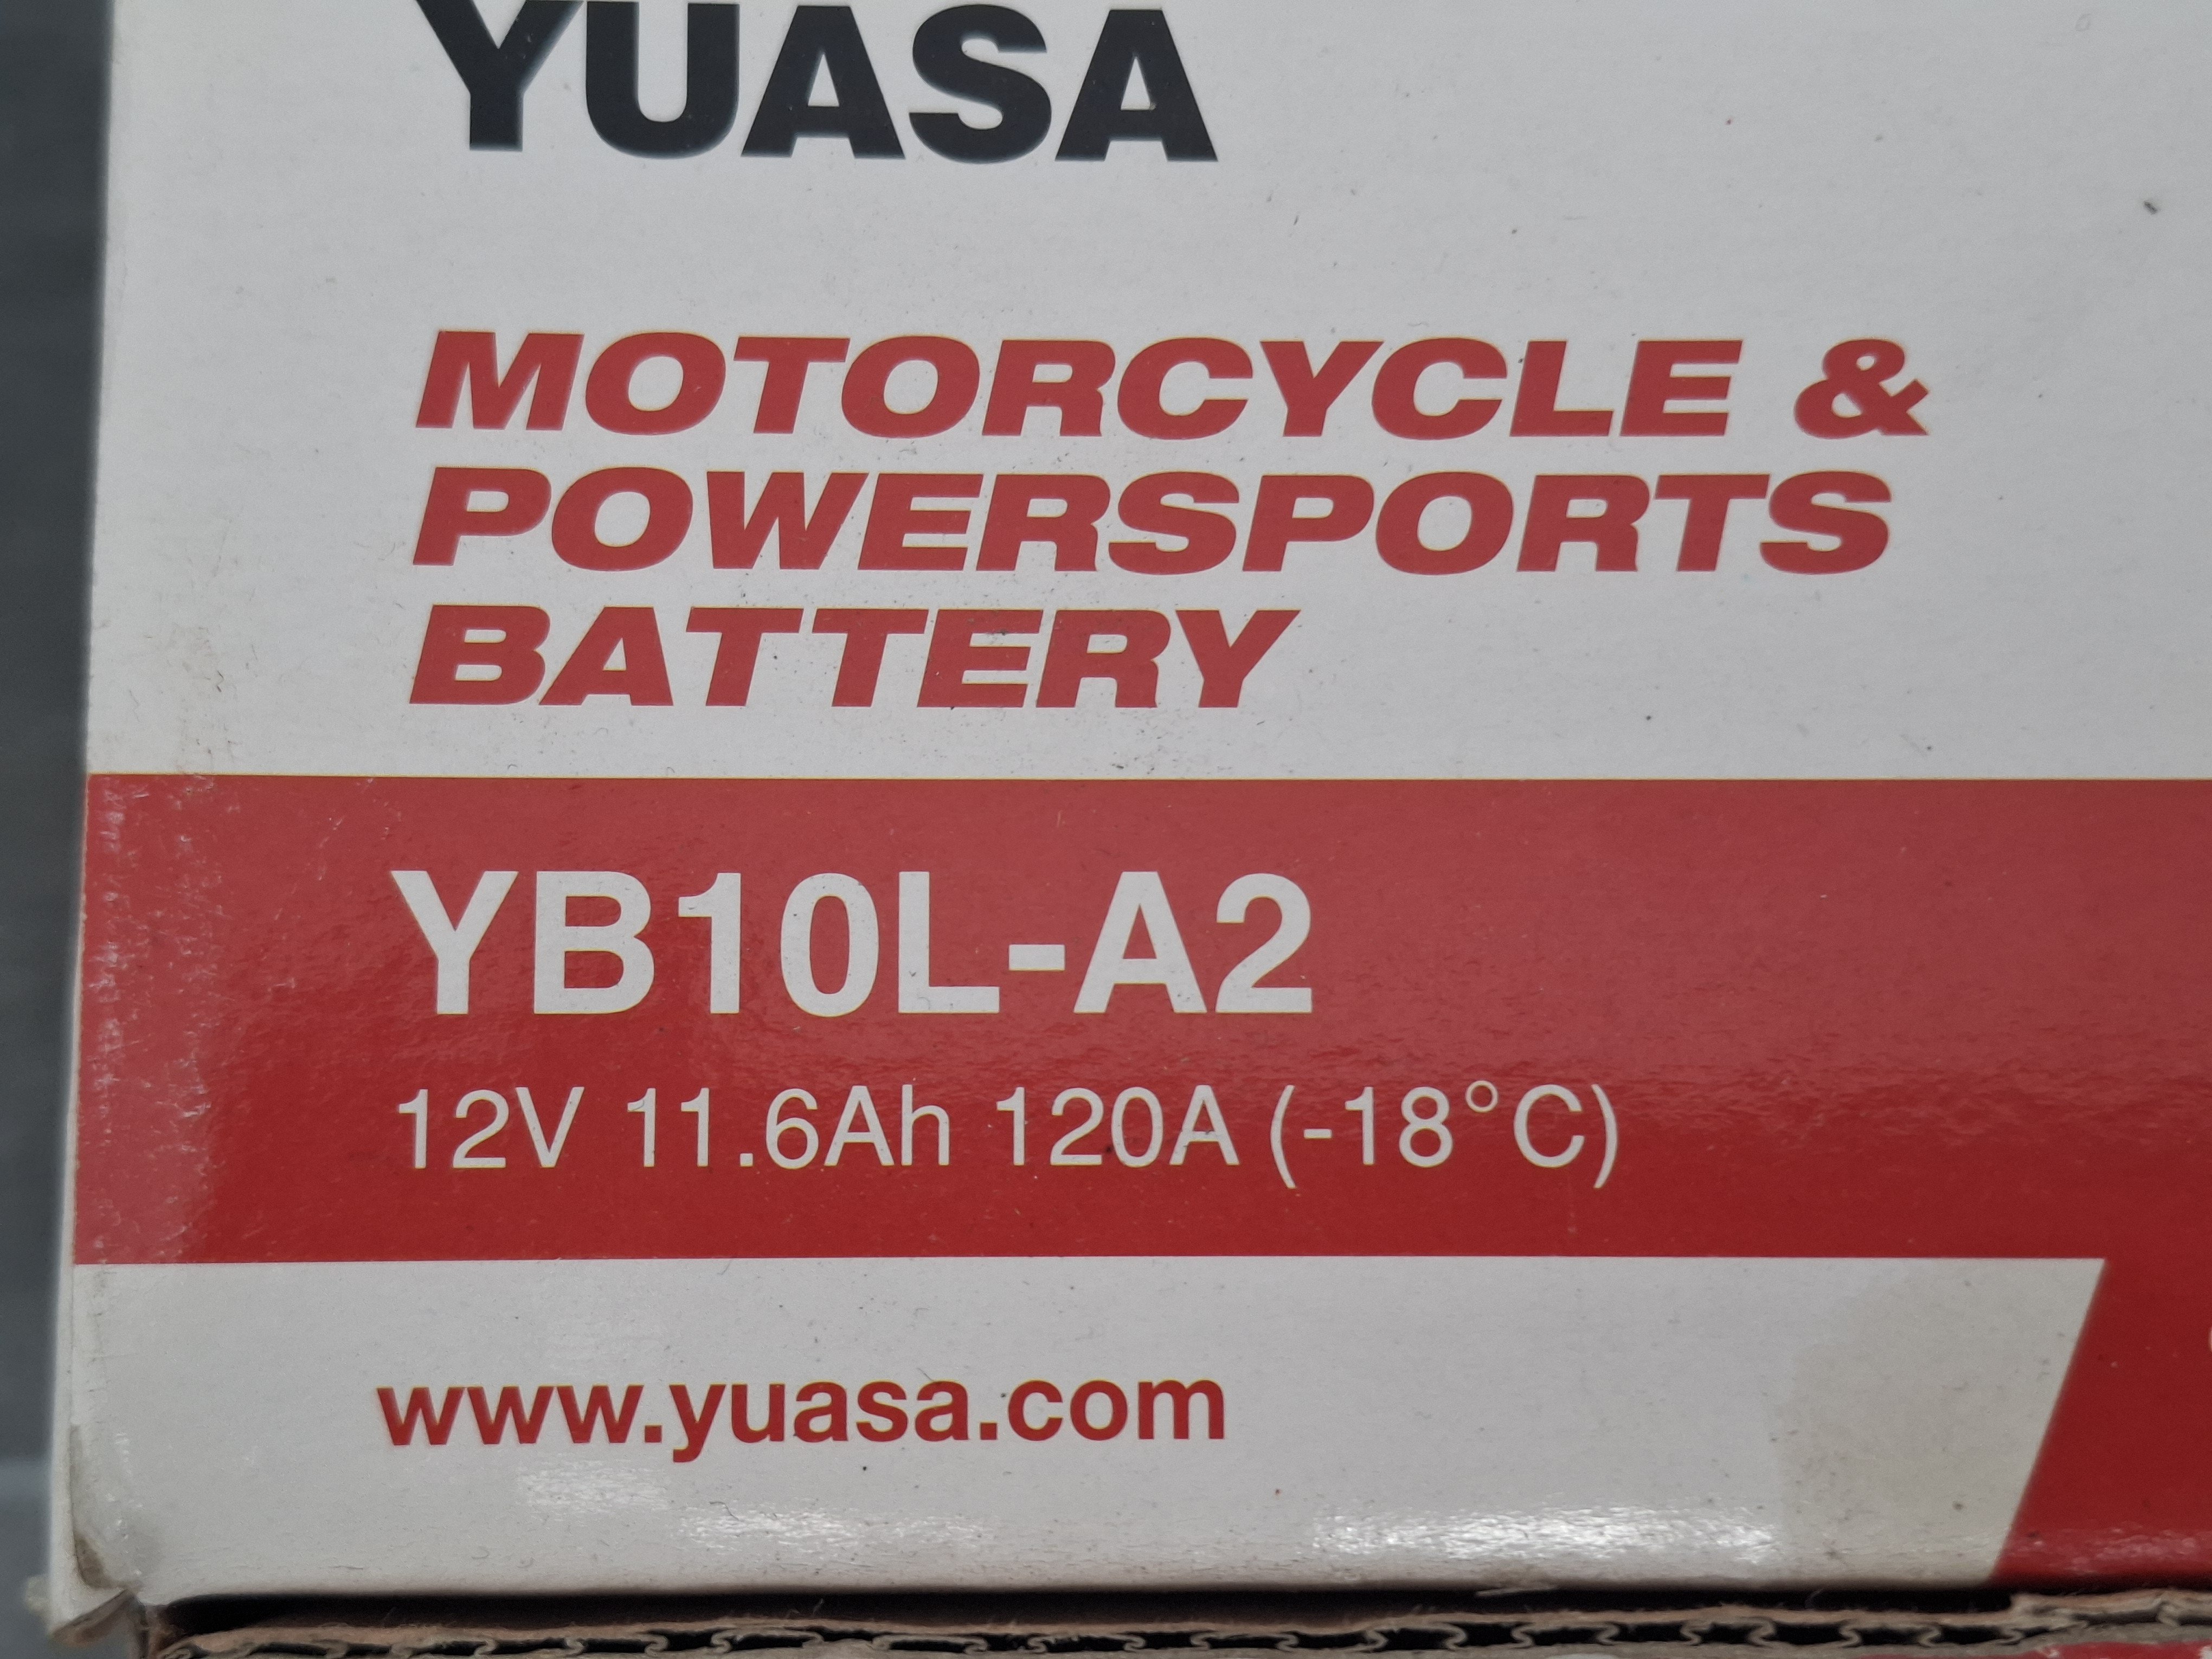 YUASA
MOTORCYCLE &
POWERSPORTS
BATTERY
YB10L-A2
12V 11.6Ah 120A (-18°C)
www.yuasa.com